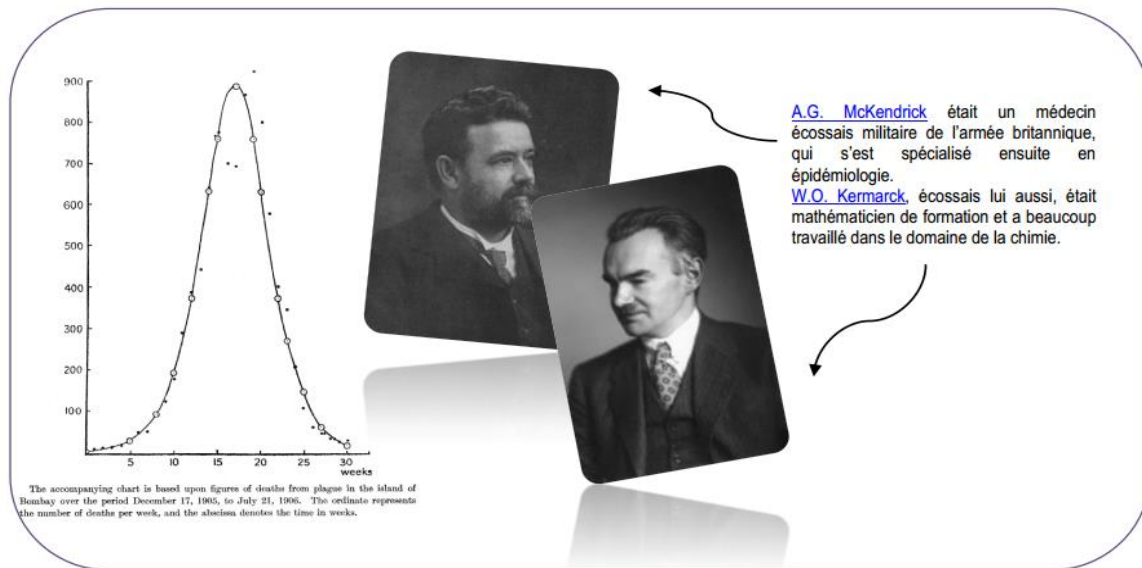 900
800
700
600
500
400
300
200
100
5 10 15 20 25 30
weeks
The accompanying chart is based upon figures of deaths from plague in the island of
Bombay over the period December 17, 1905, to July 21, 1906. The ordinate represents
the number of deaths per week, and the abscissa denotes the time in weeks.
A.G. McKendrick était un médecin
écossais militaire de l'armée britannique,
qui s'est spécialisé ensuite en
épidémiologie.
W.O. Kermarck, écossais lui aussi, était
mathématicien de formation et a beaucoup
travaillé dans le domaine de la chimie.